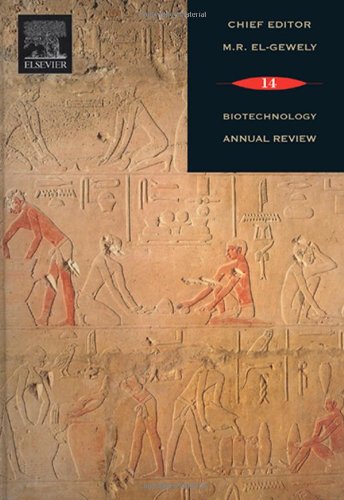 ELSEVIER
CHIEF EDITOR
M.R. EL-GEWELY
14
BIOTECHNOLOGY
ANNUAL REVIEW